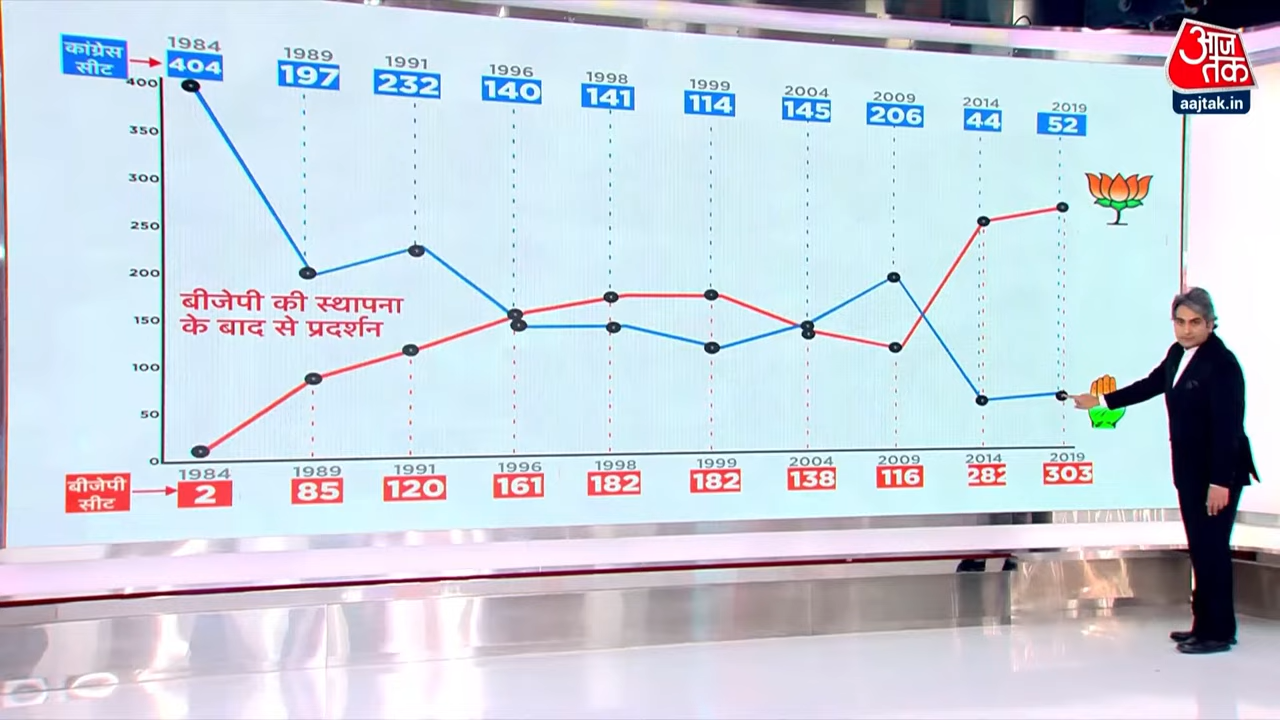 कांग्रेस
सीट
1984 1989 1991 1996 1998 1999 2004 2009 2014 2019
404 197 232 140 141 114 145 206 44 52
आज
तक
aajtak.in
400
350
300
250
200
150
100
50
0
बीजेपी की स्थापना
के बाद से प्रदर्शन
1984 1989 1991 1996 1998 1999 2004 2009 2014 2019
बीजेपी
सीट
2 85 120 161 182 182 138 116 282 303